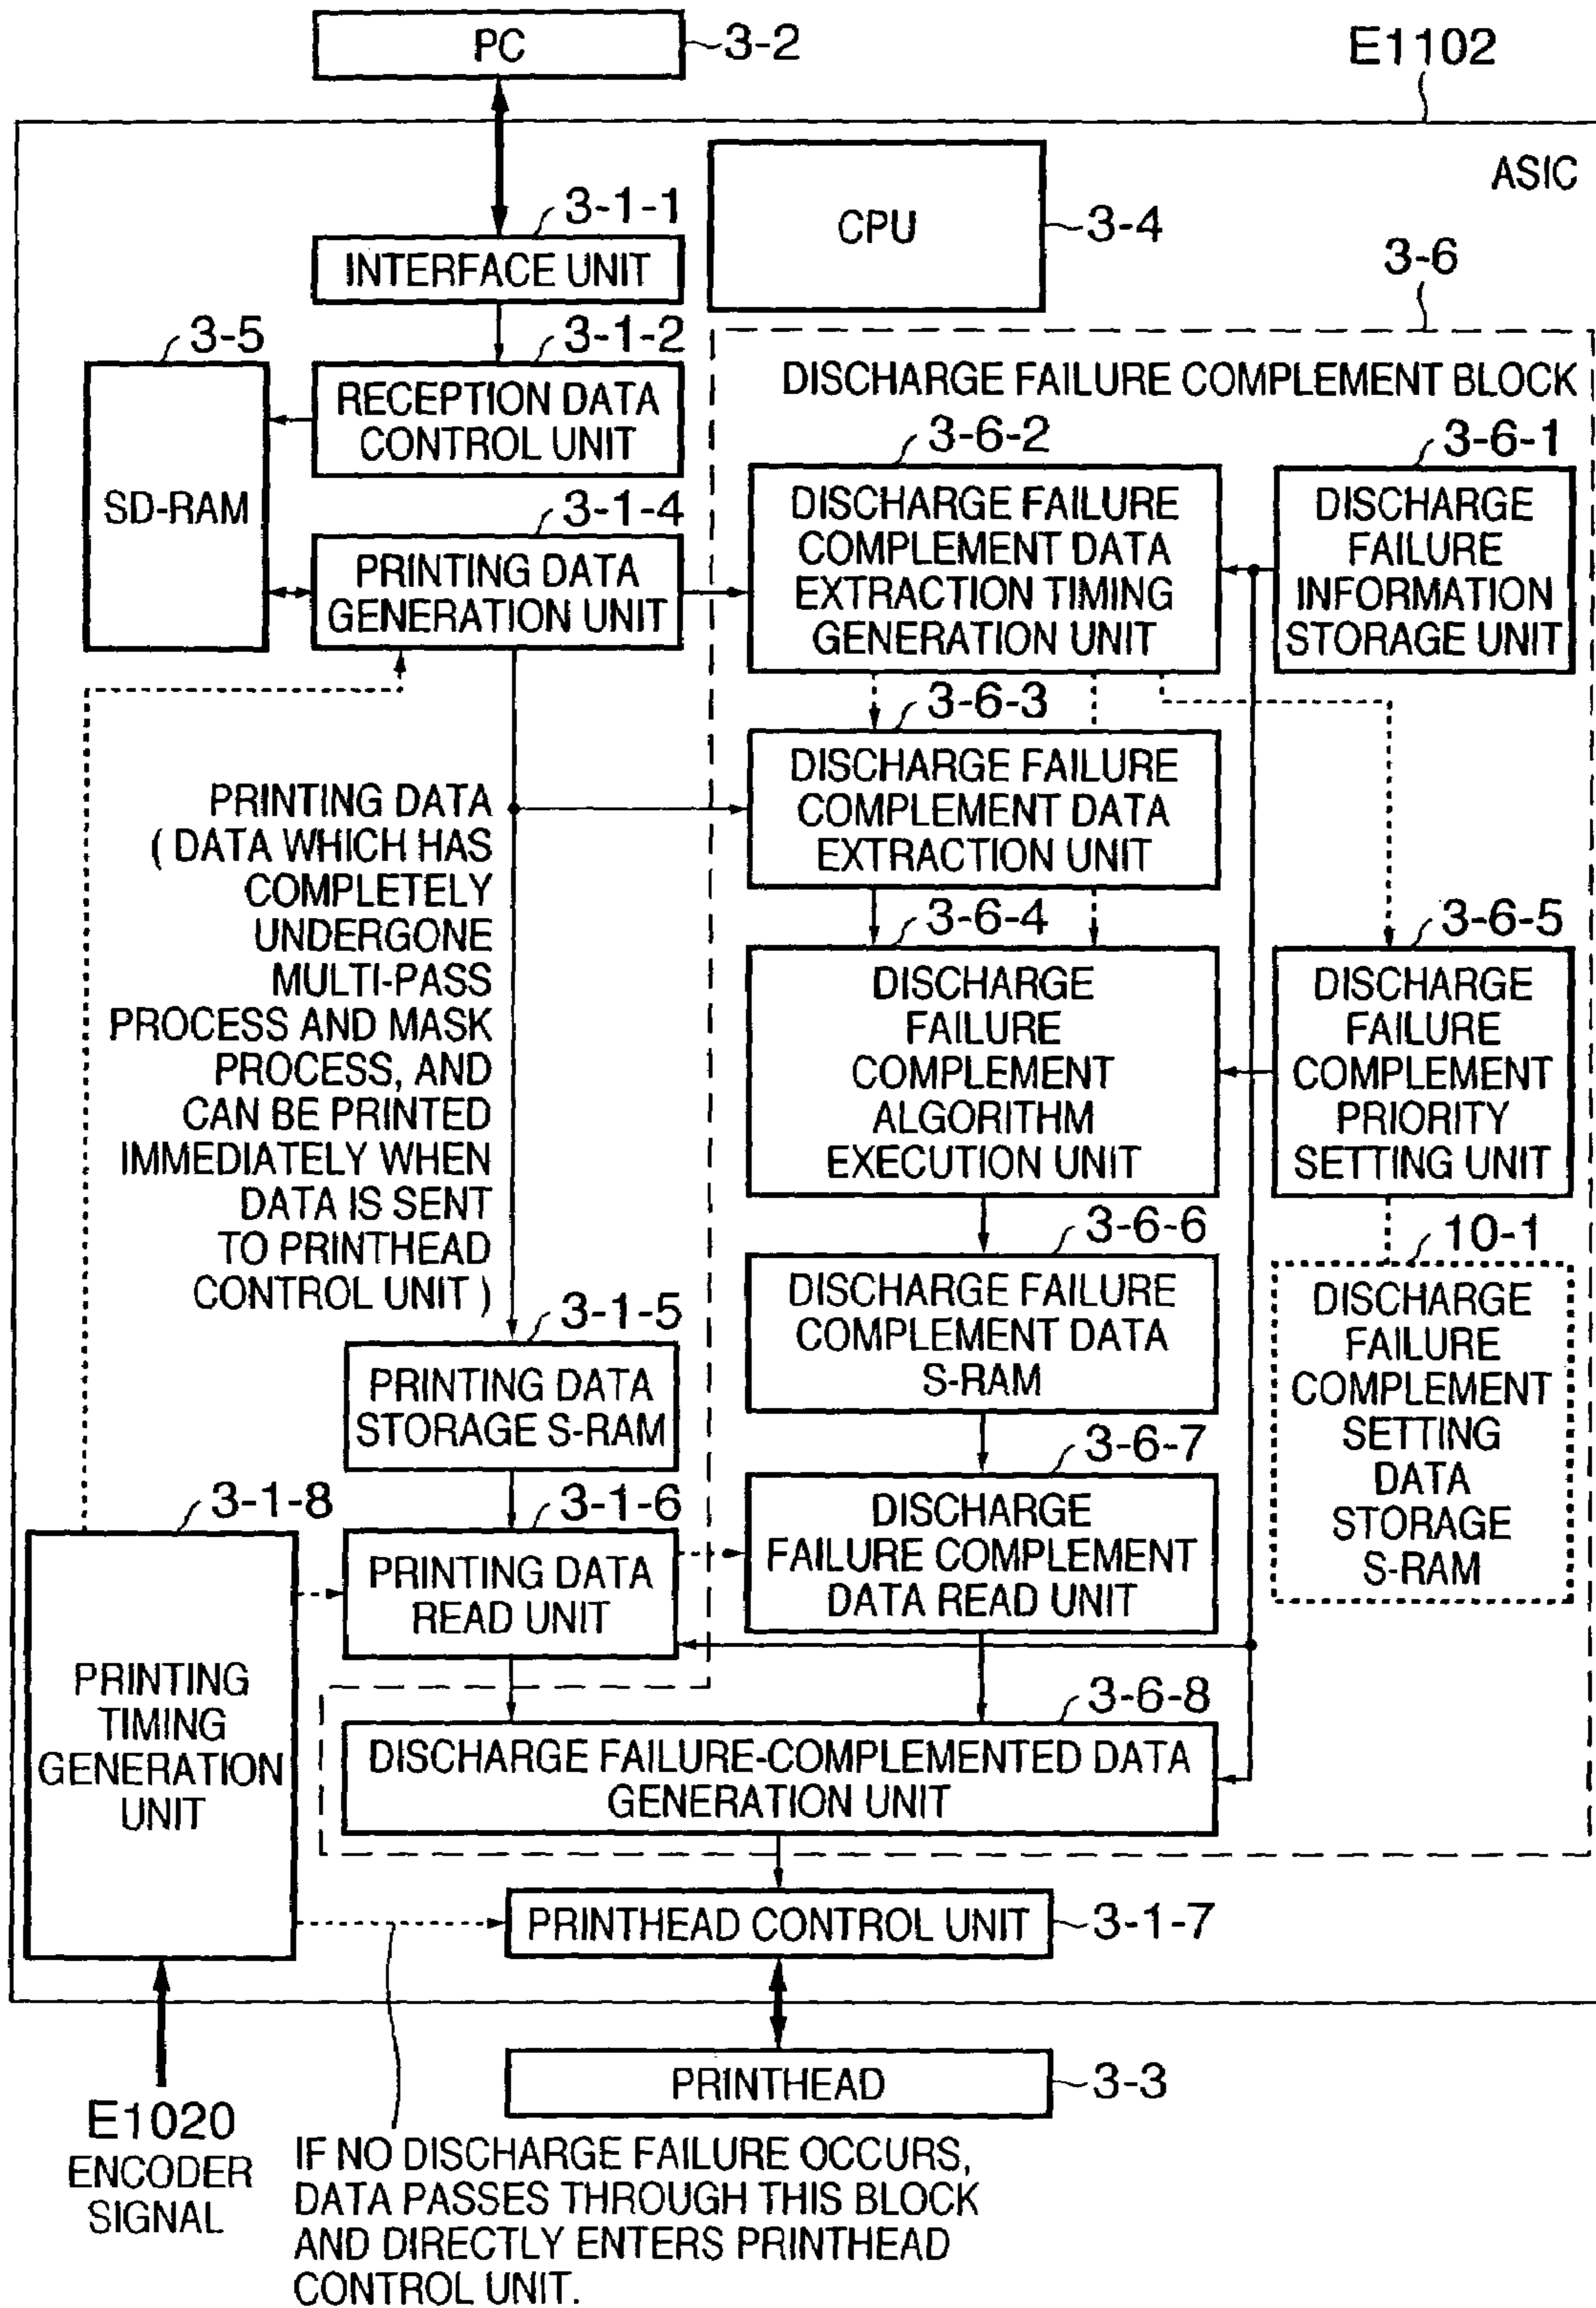 PC
3-2
E1102
ASIC
CPU
3-4
3-1-1
INTERFACE UNIT
3-6
3-5
SD-RAM
3-1-2
RECEPTION DATA
CONTROL UNIT
DISCHARGE FAILURE COMPLEMENT BLOCK
3-1-4
PRINTING DATA
GENERATION UNIT
3-6-2
DISCHARGE FAILURE
COMPLEMENT DATA
EXTRACTION TIMING
GENERATION UNIT
3-6-1
DISCHARGE
FAILURE
INFORMATION
STORAGE UNIT
3-6-3
DISCHARGE FAILURE
COMPLEMENT DATA
EXTRACTION UNIT
PRINTING DATA
( DATA WHICH HAS
COMPLETELY
UNDERGONE
MULTI-PASS
PROCESS AND MASK
PROCESS, AND
CAN BE PRINTED
IMMEDIATELY WHEN
DATA IS SENT
TO PRINTHEAD
CONTROL UNIT )
3-6-4
DISCHARGE
FAILURE
COMPLEMENT
ALGORITHM
EXECUTION UNIT
3-6-5
DISCHARGE
FAILURE
COMPLEMENT
PRIORITY
SETTING UNIT
3-6-6
DISCHARGE FAILURE
COMPLEMENT DATA
S-RAM
10-1
DISCHARGE
FAILURE
COMPLEMENT
SETTING
DATA
STORAGE
S-RAM
3-1-5
PRINTING DATA
STORAGE S-RAM
3-6-7
DISCHARGE
FAILURE COMPLEMENT
DATA READ UNIT
3-1-8
PRINTING
TIMING
GENERATION
UNIT
3-1-6
PRINTING DATA
READ UNIT
3-6-8
DISCHARGE FAILURE-COMPLEMENTED DATA
GENERATION UNIT
PRINTHEAD CONTROL UNIT
3-1-7
PRINTHEAD
3-3
E1020
ENCODER
SIGNAL
IF NO DISCHARGE FAILURE OCCURS,
DATA PASSES THROUGH THIS BLOCK
AND DIRECTLY ENTERS PRINTHEAD
CONTROL UNIT.